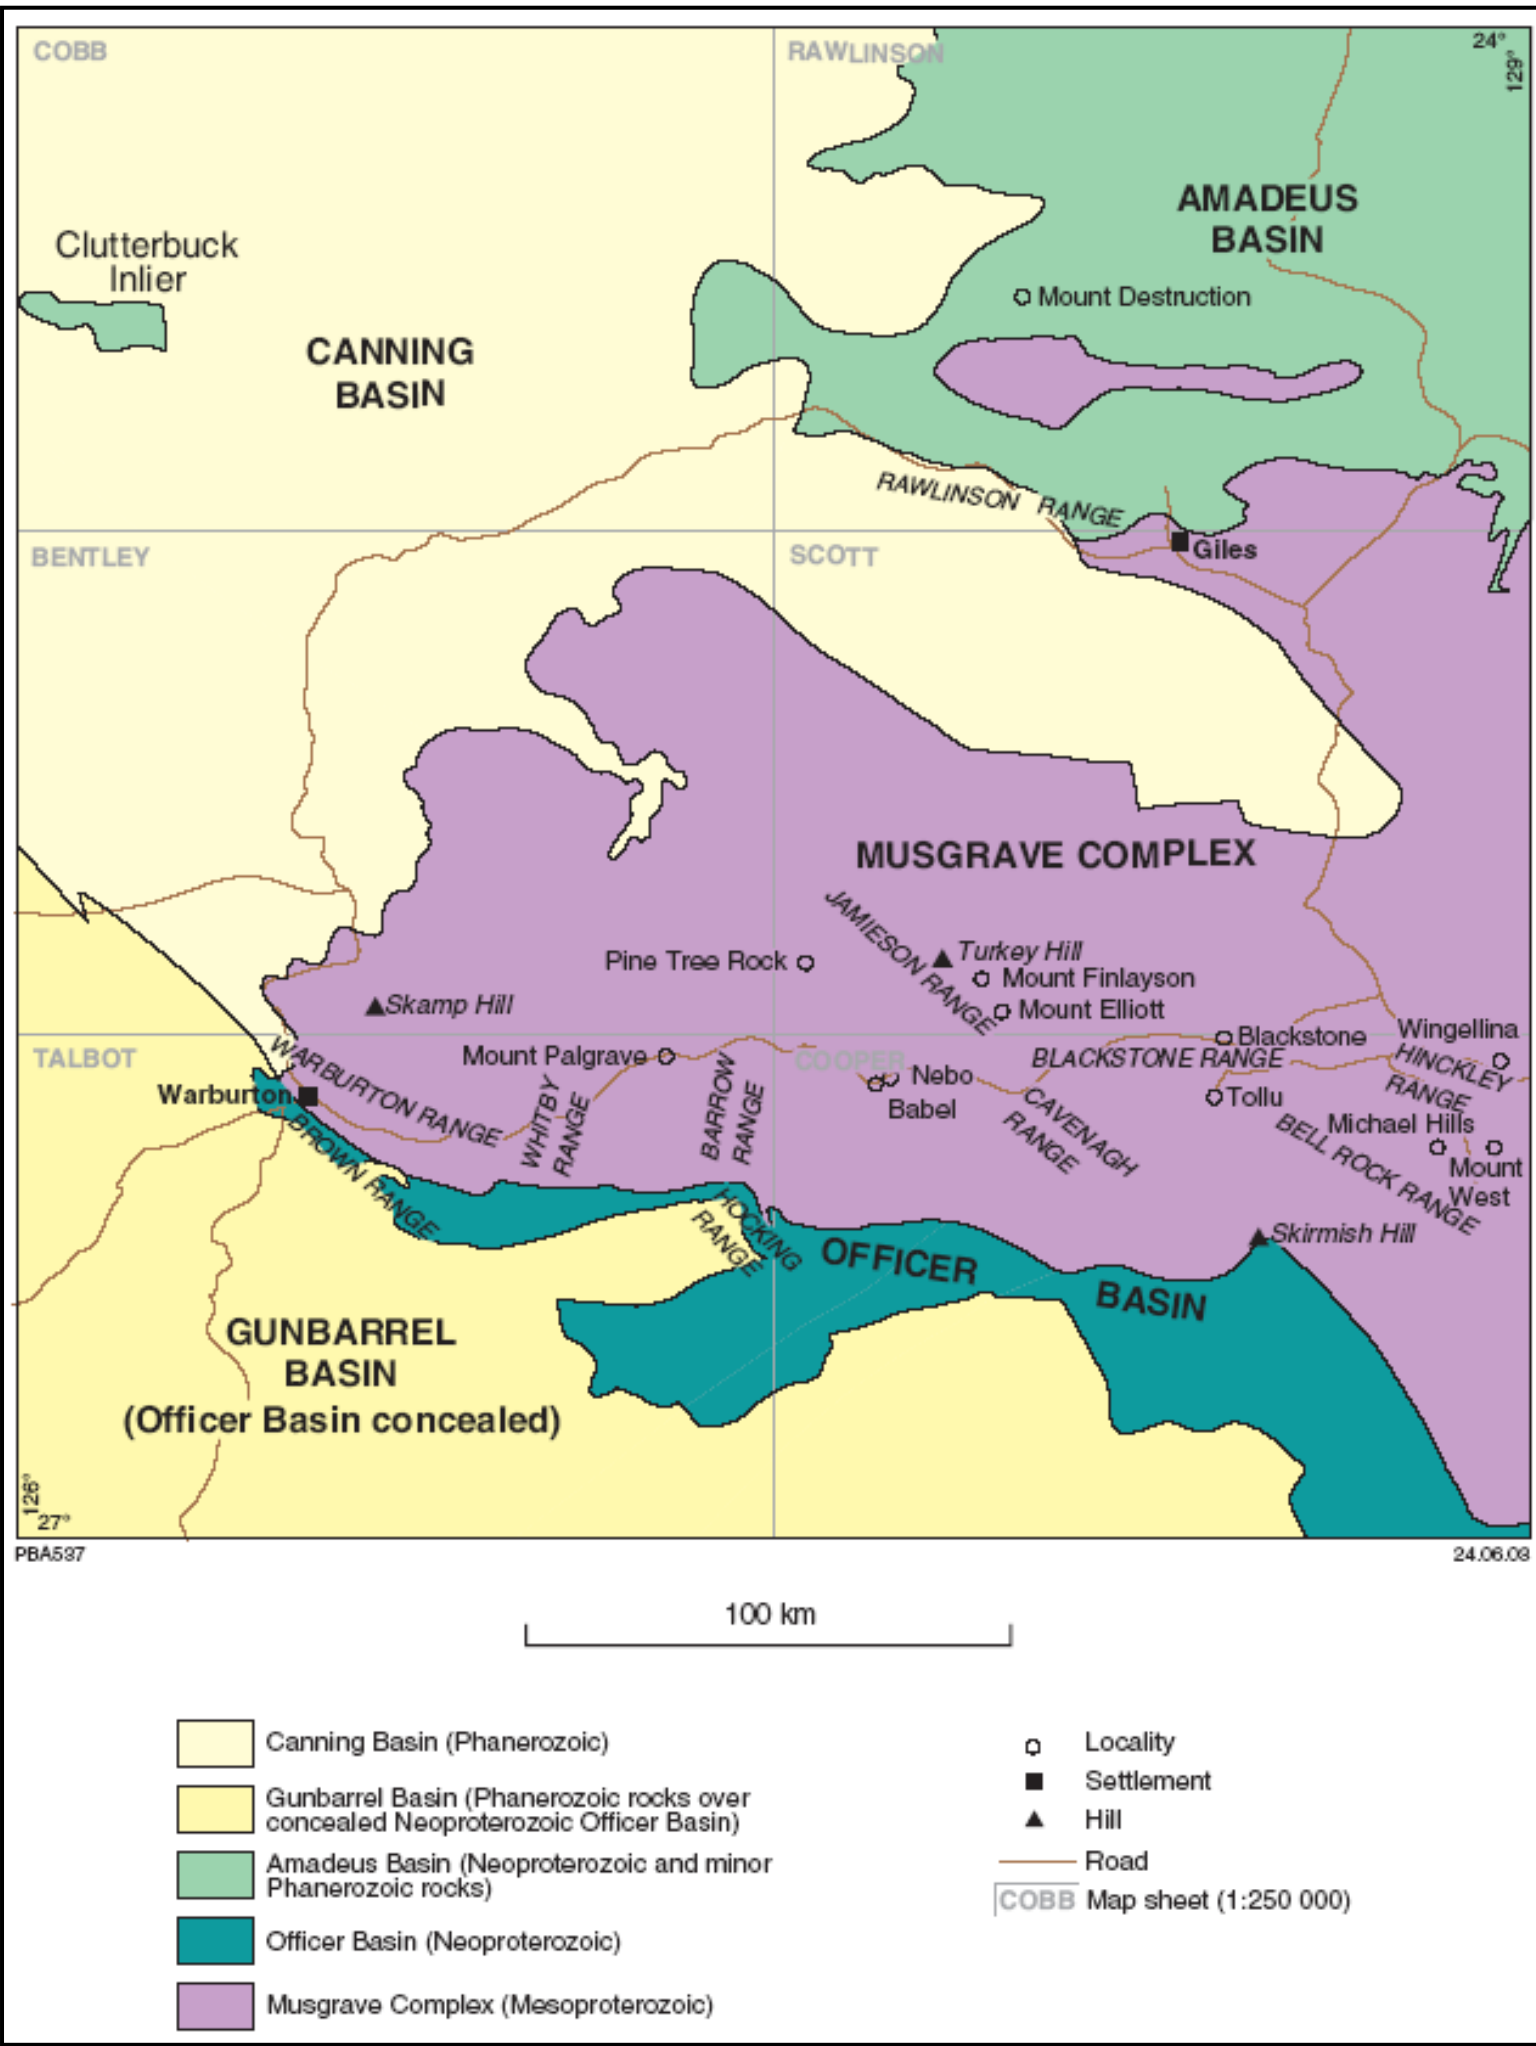 COBB
RAWLINSON
24°
129°
AMADEUS
BASIN
Clutterbuck
Inlier
Mount Destruction
CANNING
BASIN
RAWLINSON RANGE
BENTLEY
SCOTT
Giles
MUSGRAVE COMPLEX
JAMIESON RANGE
Turkey Hill
Pine Tree Rock
Mount Finlayson
Skamp Hill
Mount Elliott
Wingellina
Blackstone
TALBOT
WARBURTON RANGE
Mount Palgrave
COOPER
BLACKSTONE RANGE
HINCKLEY
RANGE
Nebo
Babel
Tollu
Warburton
WHITBY
RANGE
BARROW
RANGE
CAVENAGH
RANGE
Michael Hills
BELL ROCK RANGE
Mount
West
BROWN RANGE
HOCKING
RANGE
Skirmish Hill
OFFICER
BASIN
GUNBARREL
BASIN
(Officer Basin concealed)
126°
27°
PBA537
24.06.03
100 km
Canning Basin (Phanerozoic)
Gunbarrel Basin (Phanerozoic rocks over
concealed Neoproterozoic Officer Basin)
Amadeus Basin (Neoproterozoic and minor
Phanerozoic rocks)
Officer Basin (Neoproterozoic)
Musgrave Complex (Mesoproterozoic)
Locality
Settlement
Hill
Road
COBB Map sheet (1:250 000)